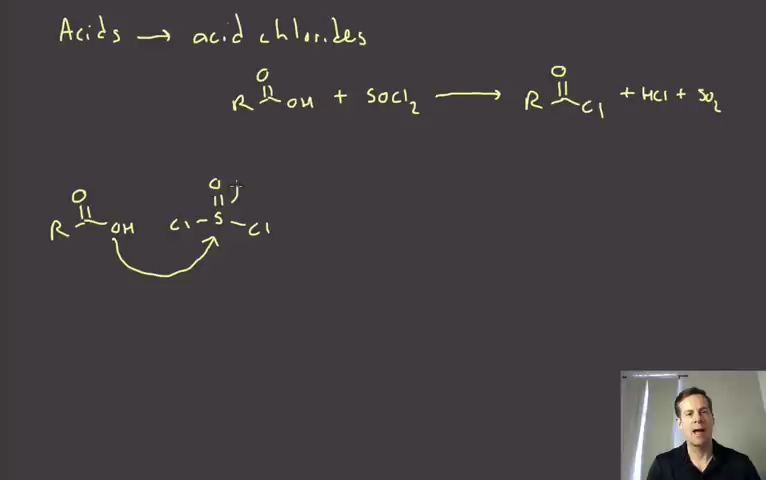 Acids → acid chlorides
O O
R OH + SOCl2 → R Cl + HCl + SO2
O O
R OH Cl - S - Cl